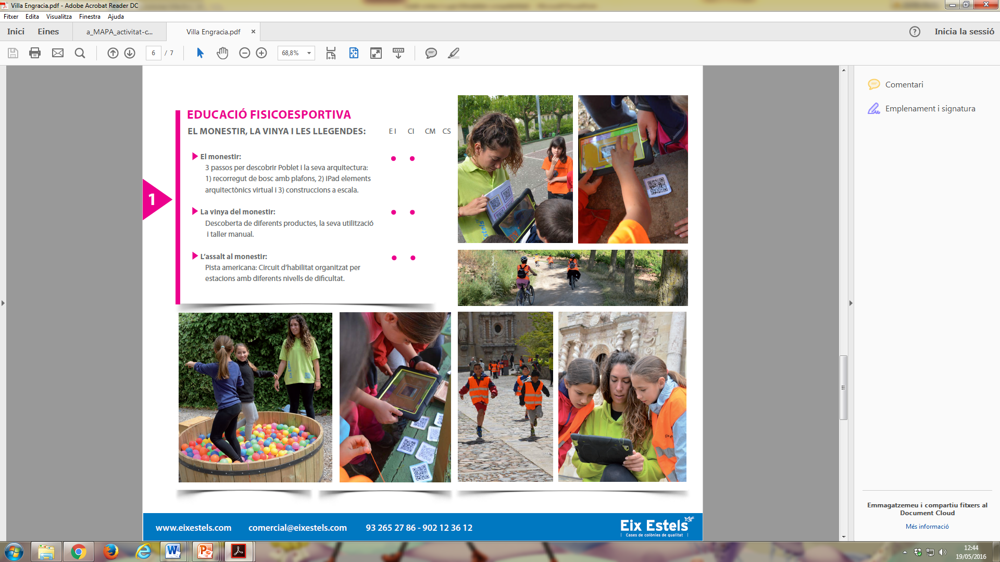 Villa Engracia.pdf - Adobe Acrobat Reader DC
Fitxer Edita Visualitza Finestra Ajuda
Inici Eines a_MAPA_activitat-c... Villa Engracia.pdf × ? Inicia la sessió
6 / 7 68,8%
Comentari
Emplenament i signatura
EDUCACIÓ FISICOESPORTIVA
EL MONESTIR, LA VINYA I LES LLEGENDES: E I CI CM CS
El monestir:
3 passos per descobrir Poblet i la seva arquitectura:
1) recorregut de bosc amb plafons, 2) iPad elements
arquitectònics virtual i 3) construccions a escala.
1
La vinya del monestir:
Descoberta de diferents productes, la seva utilització
i taller manual.
L'assalt al monestir:
Pista americana: Circuit d'habilitat organitzat per
estacions amb diferents nivells de dificultat.
Emmagatzemeu i compartiu fitxers al
Document Cloud
Més informació
www.eixestels.com comercial@eixestels.com 93 265 27 86 - 902 12 36 12
Eix Estels
Cases de colònies de qualitat
12:44
19/05/2016